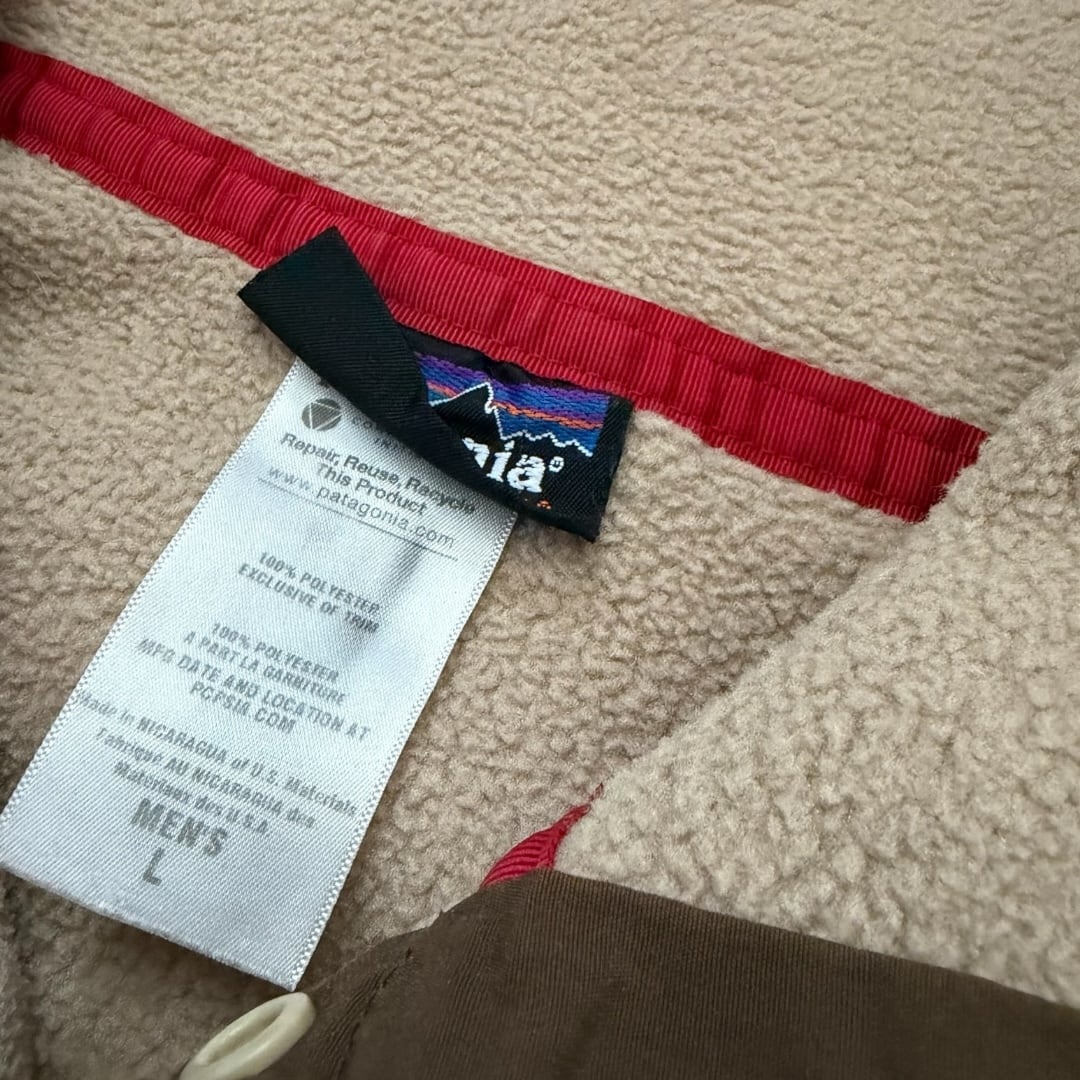 nia®
Repair, Reuse, Recycle
This Product
www.patagonia.com
100% POLYESTER
EXCLUSIVE OF TRIM
100% POLYESTER
A PART LA GARNITURE
MFG DATE AND LOCATION AT
PCPSIA.COM
Made in NICARAGUA of U.S. Materials
Fabrique AU NICARAGUA des
Materiaux des U.S.A.
MEN'S
L